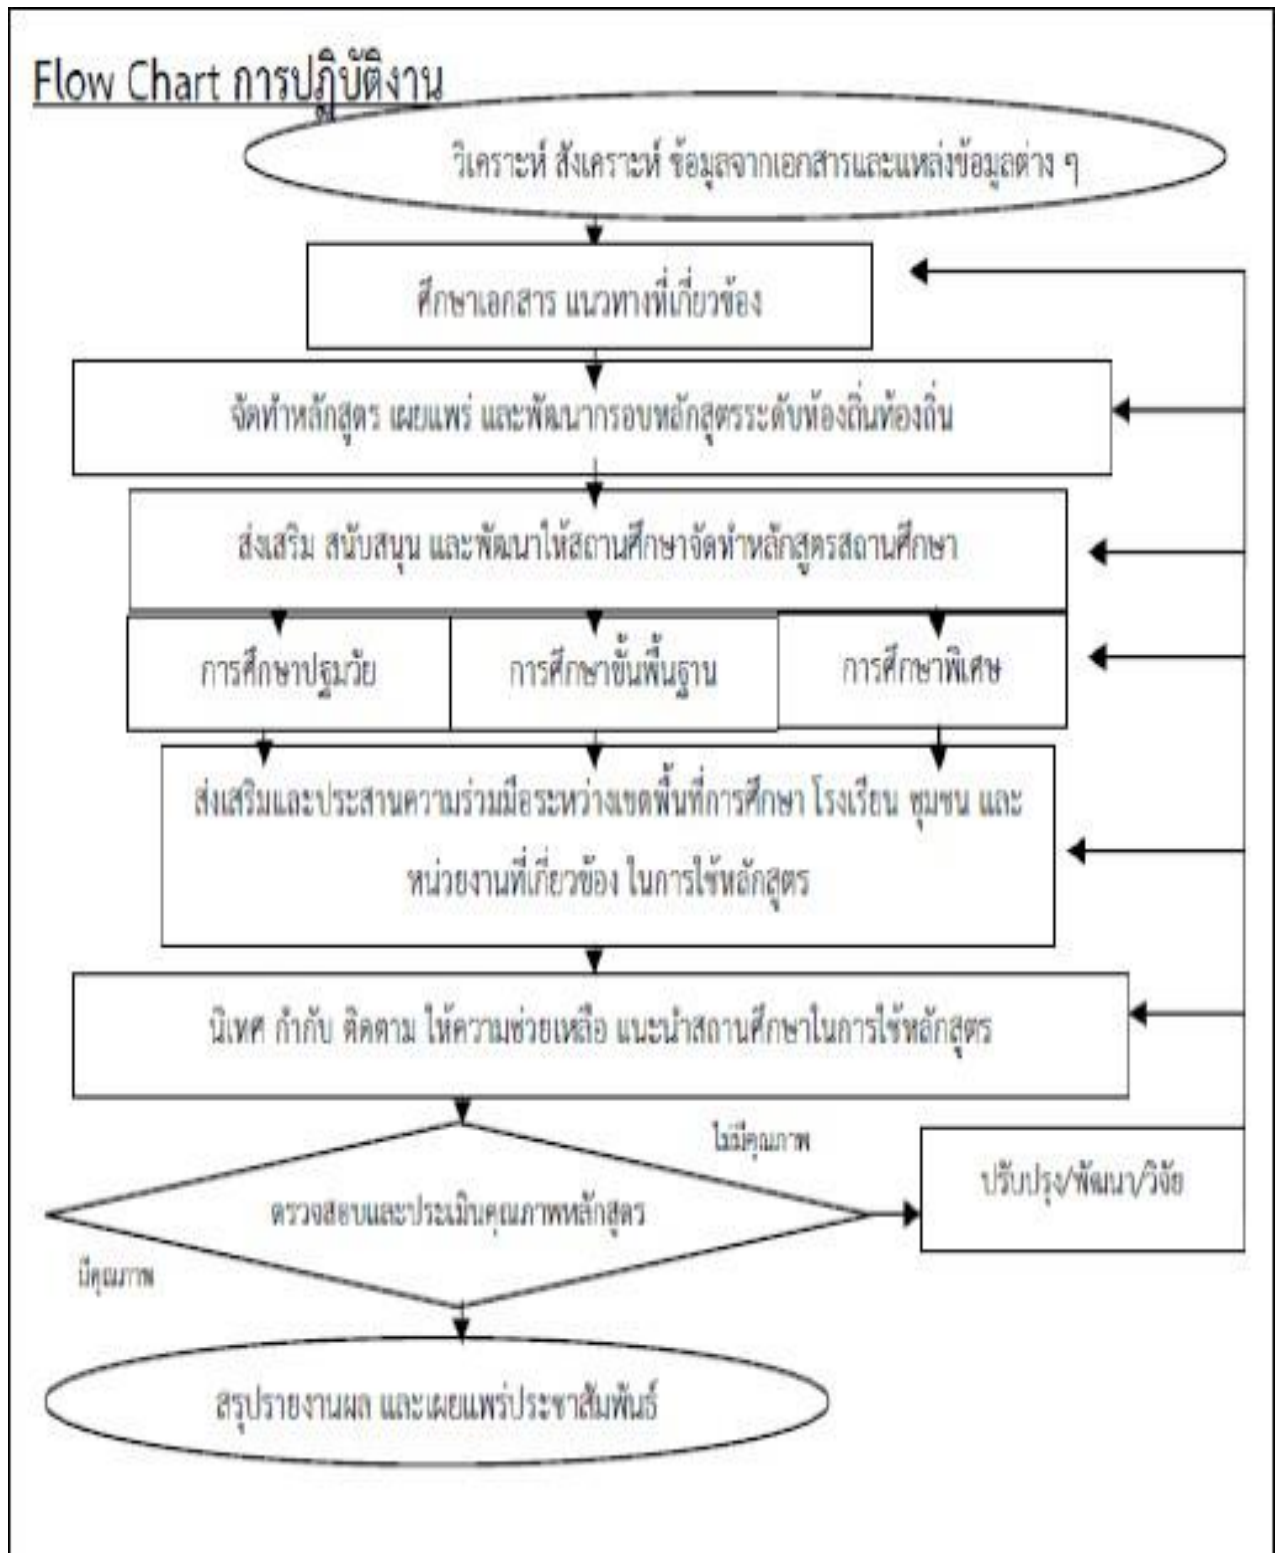 Flow Chart การปฏิบัติงาน
วิเคราะห์ สังเคราะห์ ข้อมูลจากเอกสารและแหล่งข้อมูลต่าง ๆ
ศึกษาเอกสาร แนวทางที่เกี่ยวข้อง
จัดทำหลักสูตร เผยแพร่ และพัฒนากรอบหลักสูตรระดับท้องถิ่นท้องถิ่น
ส่งเสริม สนับสนุน และพัฒนาให้สถานศึกษาจัดทำหลักสูตรสถานศึกษา
การศึกษาปฐมวัย
การศึกษาขั้นพื้นฐาน
การศึกษาพิเศษ
ส่งเสริมและประสานความร่วมมือระหว่างเขตพื้นที่การศึกษา โรงเรียน ชุมชน และ
หน่วยงานที่เกี่ยวข้อง ในการใช้หลักสูตร
นิเทศ กำกับ ติดตาม ให้ความช่วยเหลือ แนะนำสถานศึกษาในการใช้หลักสูตร
ไม่มีคุณภาพ
ปรับปรุง/พัฒนา/วิจัย
ตรวจสอบและประเมินคุณภาพหลักสูตร
มีคุณภาพ
สรุปรายงานผล และเผยแพร่ประชาสัมพันธ์